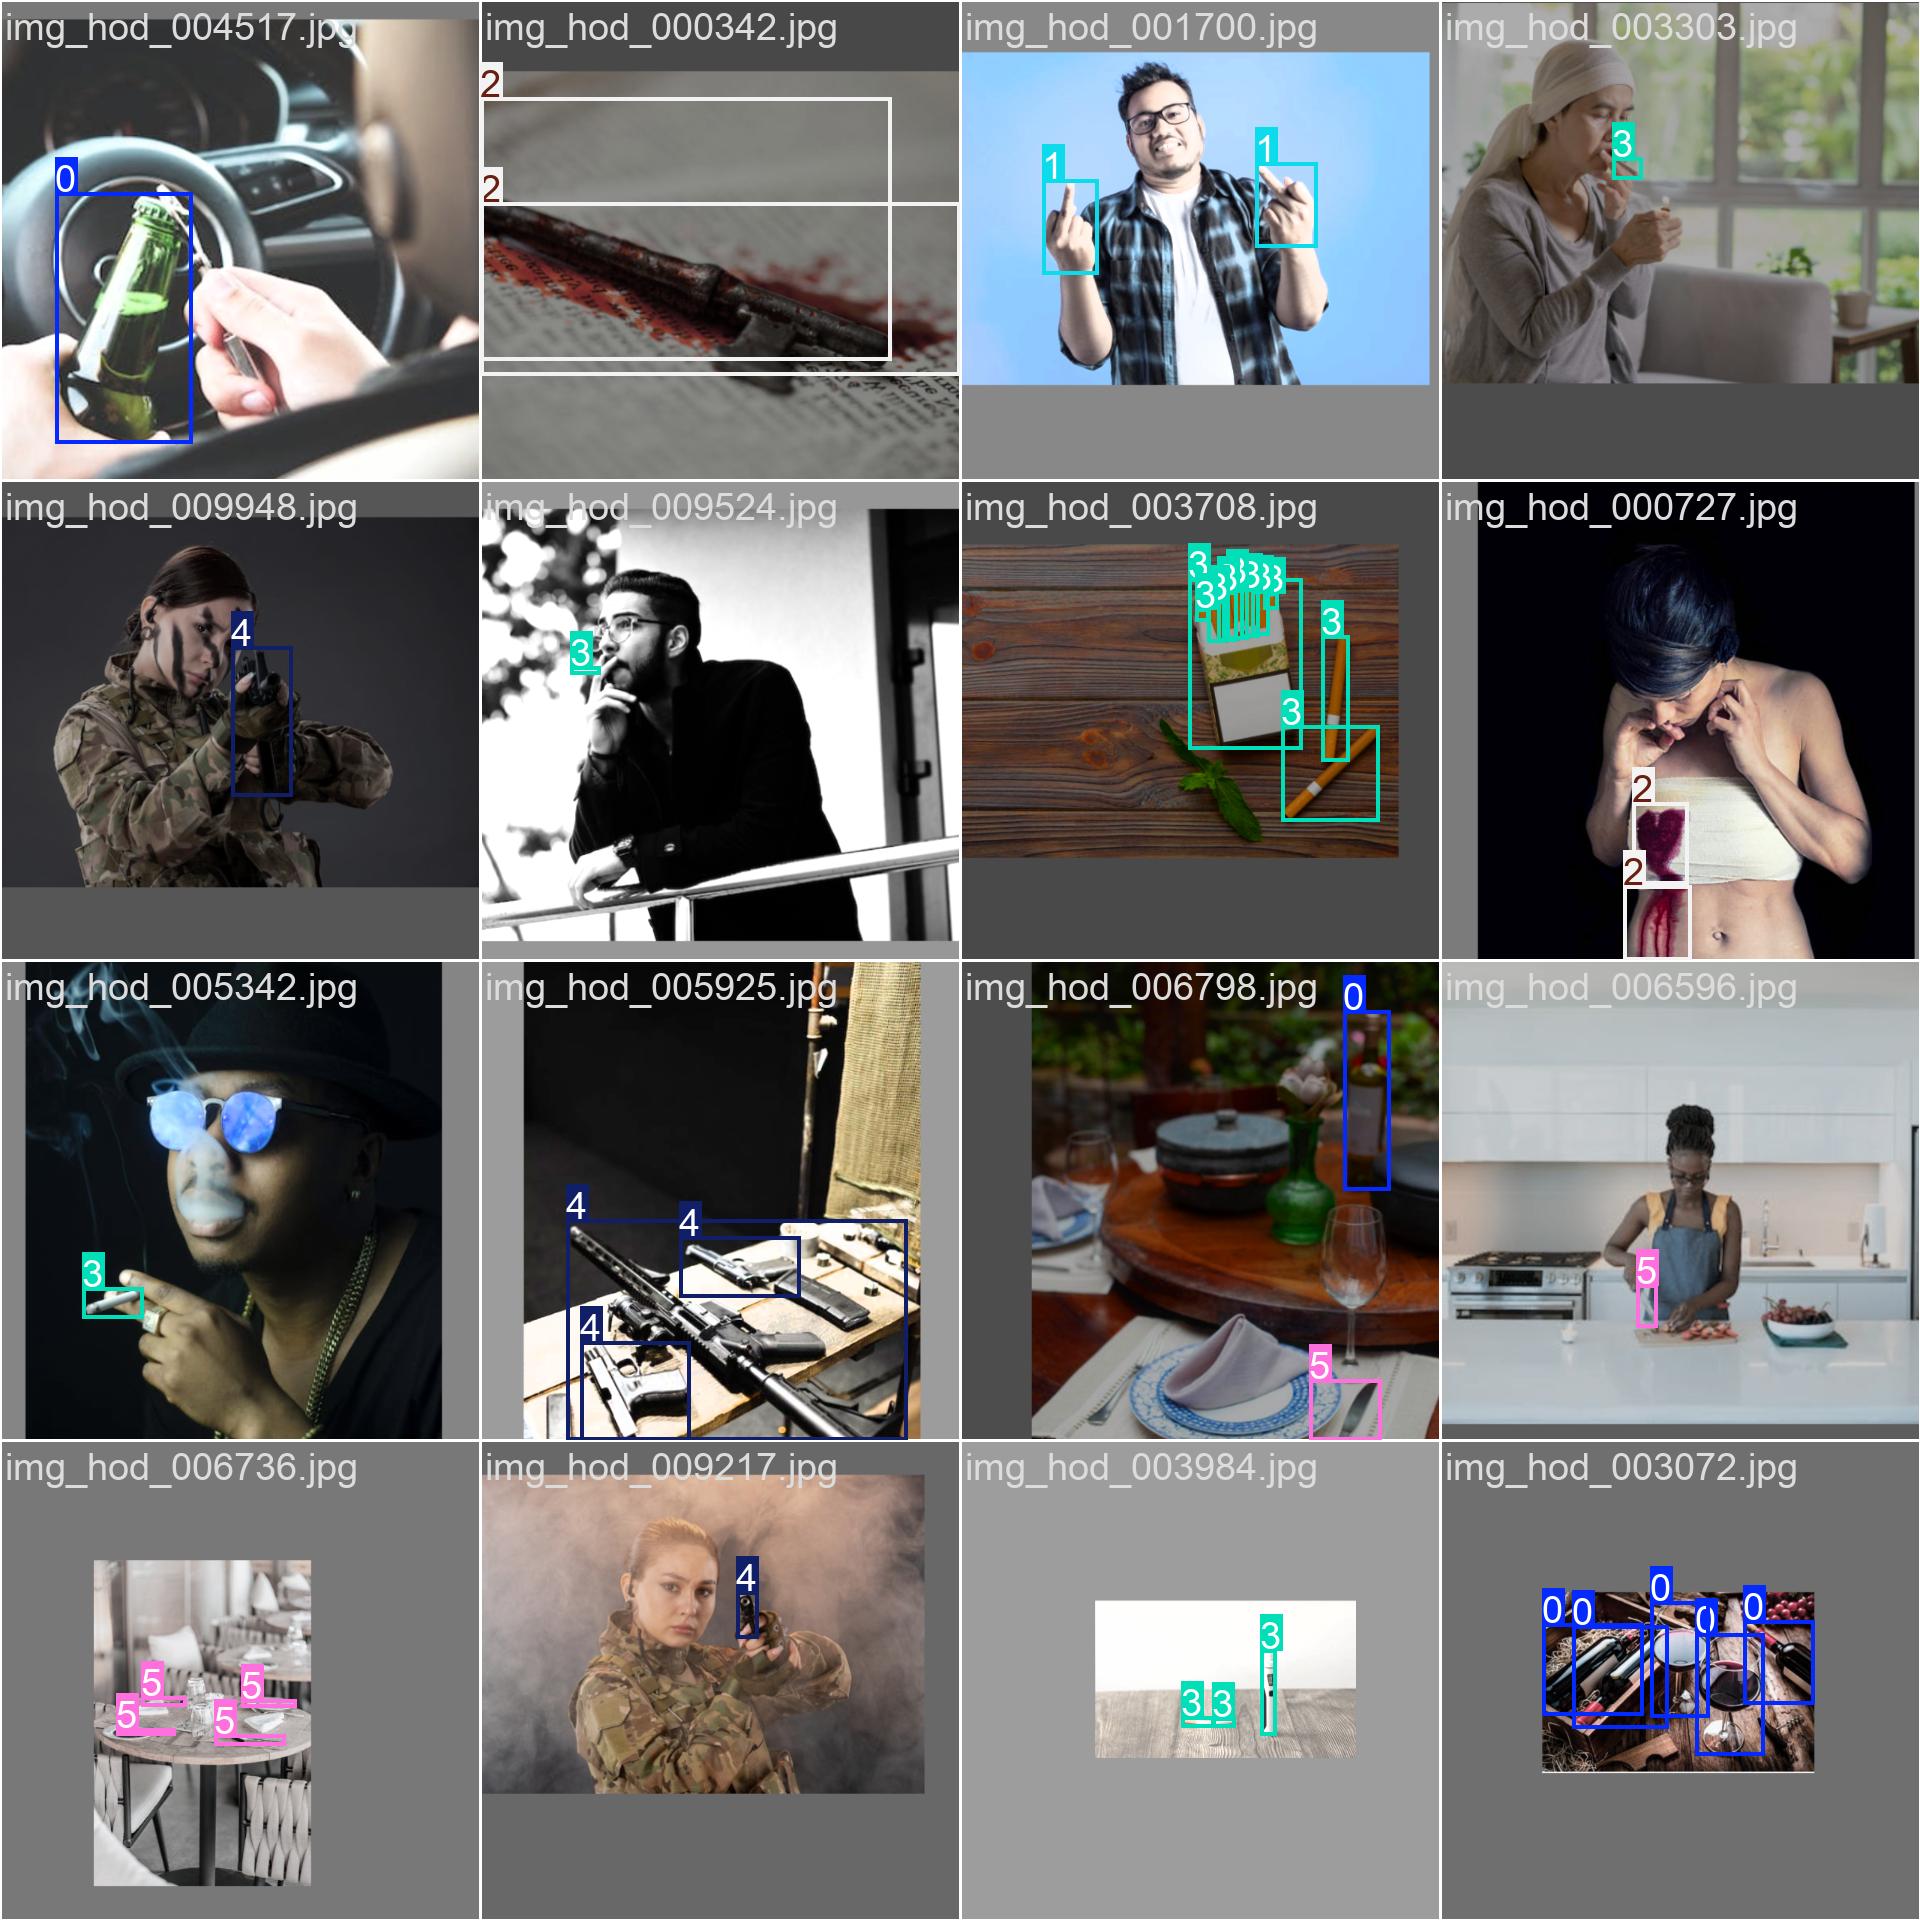 img_hod_004517.jpg
img_hod_000342.jpg
img_hod_001700.jpg
img_hod_003303.jpg
0
2
2
1
1
3
img_hod_009948.jpg
img_hod_009524.jpg
img_hod_003708.jpg
img_hod_000727.jpg
4
3
3
3
3
3
3
3
3
3
3
3
2
2
img_hod_005342.jpg
img_hod_005925.jpg
img_hod_006798.jpg
img_hod_006596.jpg
3
4
4
4
0
5
5
img_hod_006736.jpg
img_hod_009217.jpg
img_hod_003984.jpg
img_hod_003072.jpg
5
5
5
5
4
3
3
3
0
0
0
0
0